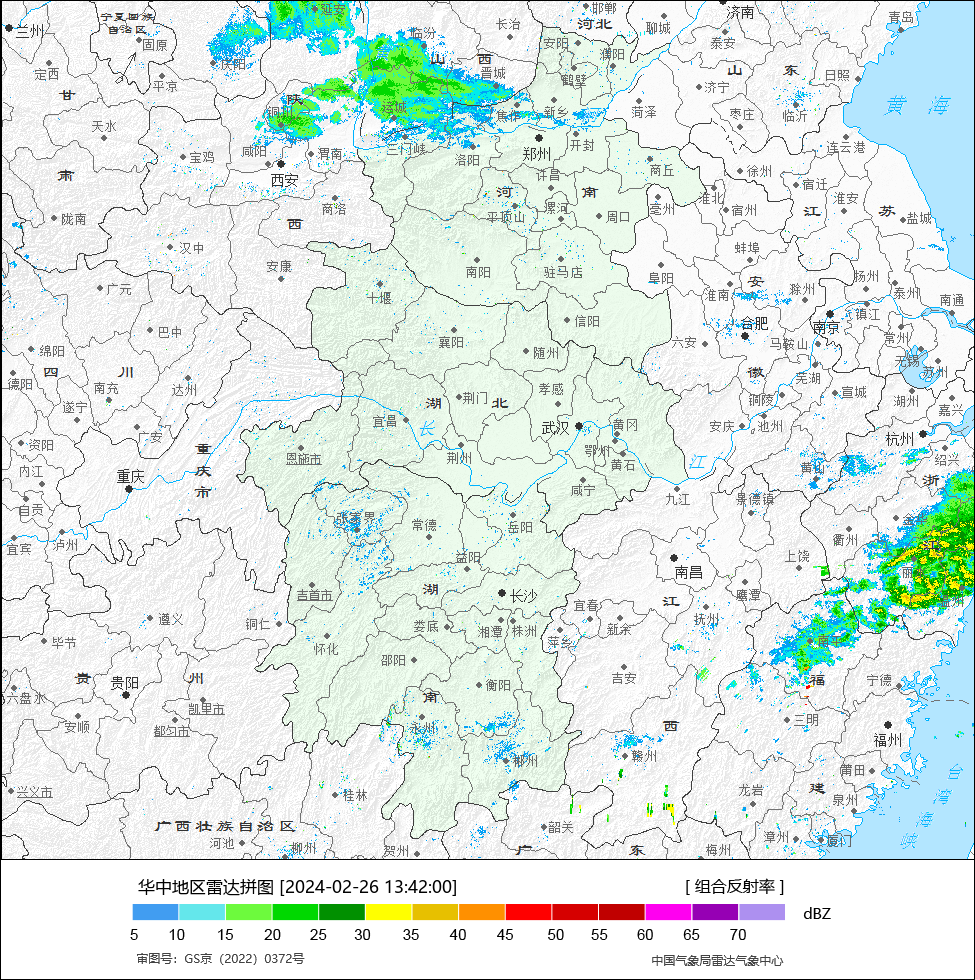 延安
宁夏回族
自治区
兰州
固原
庆阳
定西
平凉
甘
天水
肃
陇南
临汾
长治
邯郸
河北
聊城
济南
青岛
安阳
濮阳
泰安
山 西
晋城
鹤壁
山 东
日照
济宁
陕
铜川
运城
焦作
新乡
菏泽
枣庄
临沂
黄 海
宝鸡
咸阳
渭南
西安
三门峡
洛阳
郑州
开封
连云港
商丘
徐州
宿迁
淮安
商洛
西
河 南
许昌
平顶山
漯河
周口
亳州
淮北
宿州
江 苏
盐城
汉中
安康
南阳
驻马店
阜阳
蚌埠
安
淮南
滁州
扬州
泰州
南通
广元
十堰
信阳
合肥
南京
镇江
巴中
襄阳
随州
六安
马鞍山
常州
绵阳
四 川
德阳
南充
达州
无锡
苏州
徽
芜湖
宣城
湖州
遂宁
宜昌
湖 北
荆门
孝感
铜陵
嘉兴
广安
长
武汉
黄冈
安庆
池州
杭州
资阳
重
庆
市
恩施市
荆州
鄂州
黄石
江
黄山
绍兴
内江
重庆
咸宁
九江
景德镇
浙
自贡
张家界
常德
岳阳
衢州
金华
江
宜宾
泸州
益阳
南昌
上饶
丽水
温州
吉首市
湖
长沙
鹰潭
遵义
铜仁
娄底
湘潭
株洲
宜春
江
抚州
新余
南平
毕节
怀化
邵阳
萍乡
吉安
福
宁德
贵 州
贵阳
六盘水
凯里市
衡阳
南
永州
安顺
都匀市
西
三明
福州
郴州
赣州
莆田
台
湾
海
峡
兴义市
桂林
龙岩
建
泉州
广西壮族自治区
河池
柳州
贺州
韶关
广 东
梅州
漳州
厦门
华中地区雷达拼图 [2024-02-26 13:42:00]
[ 组合反射率 ]
dBZ
5 10 15 20 25 30 35 40 45 50 55 60 65 70
审图号：GS京（2022）0372号
中国气象局雷达气象中心